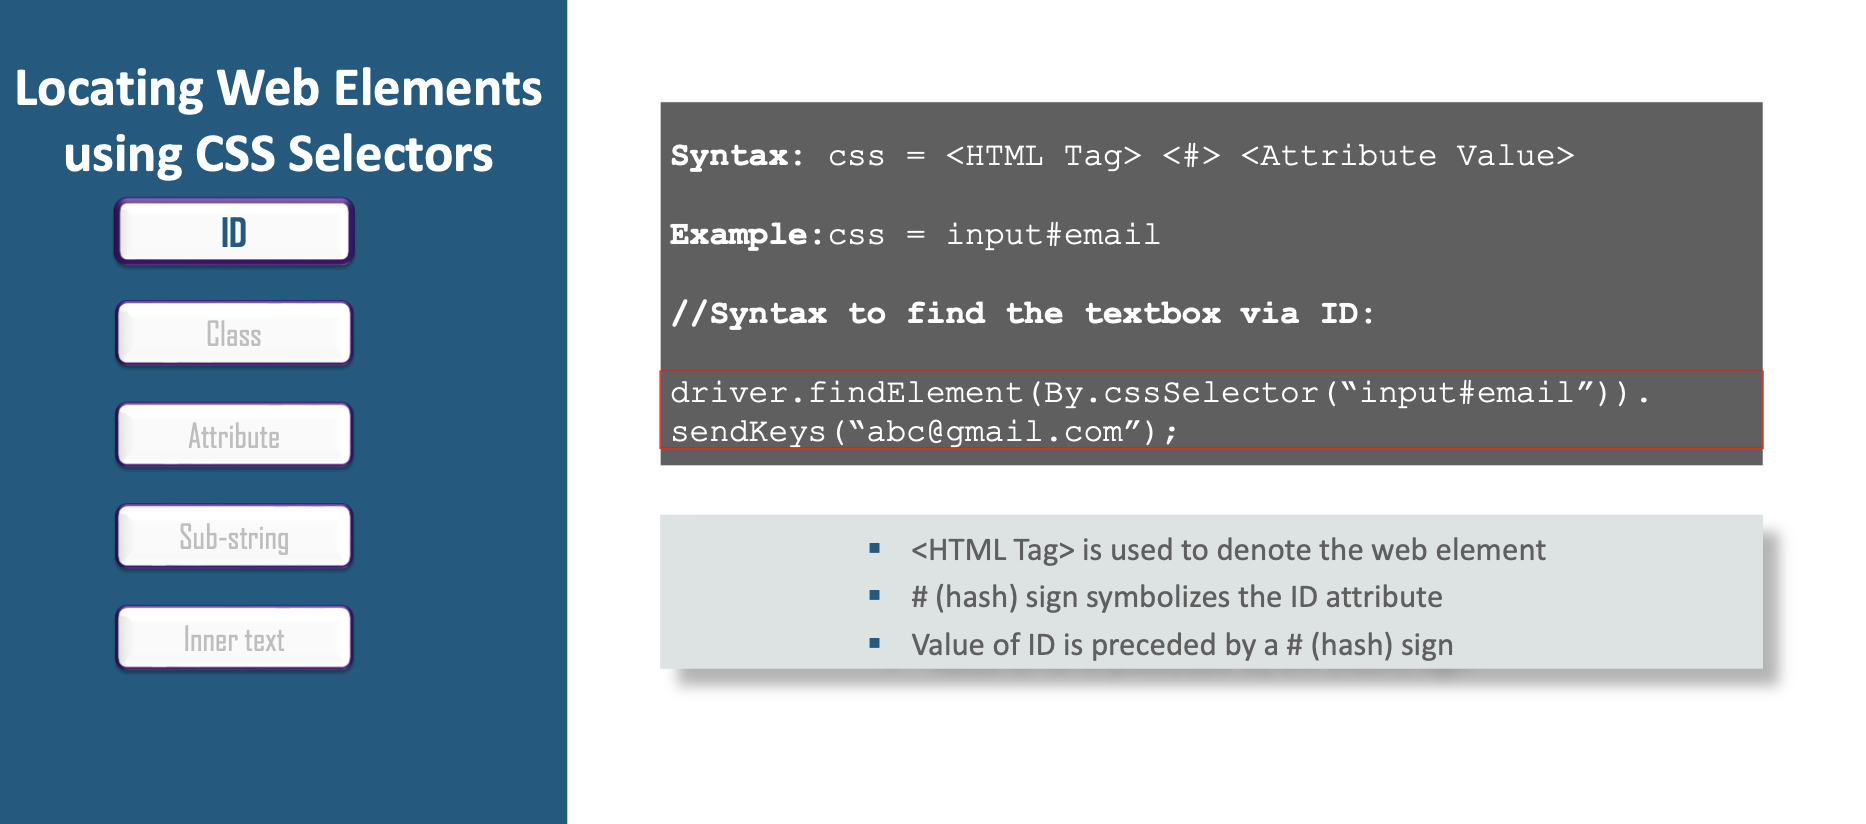 Locating Web Elements
using CSS Selectors
ID
Class
Attribute
Sub-string
Inner text
Syntax: css = <HTML Tag> <#> <Attribute Value>
Example:css = input#email
//Syntax to find the textbox via ID:
driver.findElement(By.cssSelector(“input#email”)).
sendKeys(“abc@gmail.com”);
▪ <HTML Tag> is used to denote the web element
▪ # (hash) sign symbolizes the ID attribute
▪ Value of ID is preceded by a # (hash) sign